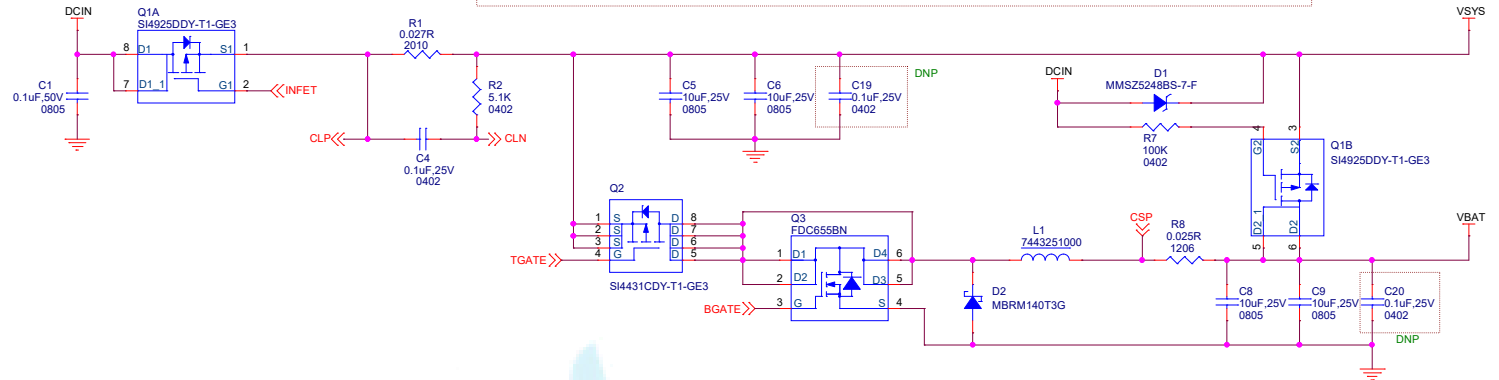 DCIN
Q1A
SI4925DDY-T1-GE3
8
D1
S1
1
7
D1_1
G1
2
INFET
C1
0.1uF,50V
0805
R1
0.027R
2010
R2
5.1K
0402
CLP
CLN
C4
0.1uF,25V
0402
C5
10uF,25V
0805
C6
10uF,25V
0805
C19
0.1uF,25V
0402
DNP
DCIN
D1
MMSZ5248BS-7-F
R7
100K
0402
VSYS
4
3
G2
S2
Q1B
SI4925DDY-T1-GE3
D2_1
D2
5
6
Q2
1
S
D
8
2
S
D
7
3
S
D
6
4
G
D
5
TGATE
SI4431CDY-T1-GE3
Q3
FDC655BN
1
D1
D4
6
2
D2
D3
5
3
G
S
4
BGATE
D2
MBRM140T3G
L1
7443251000
CSP
R8
0.025R
1206
VBAT
C8
10uF,25V
0805
C9
10uF,25V
0805
C20
0.1uF,25V
0402
DNP